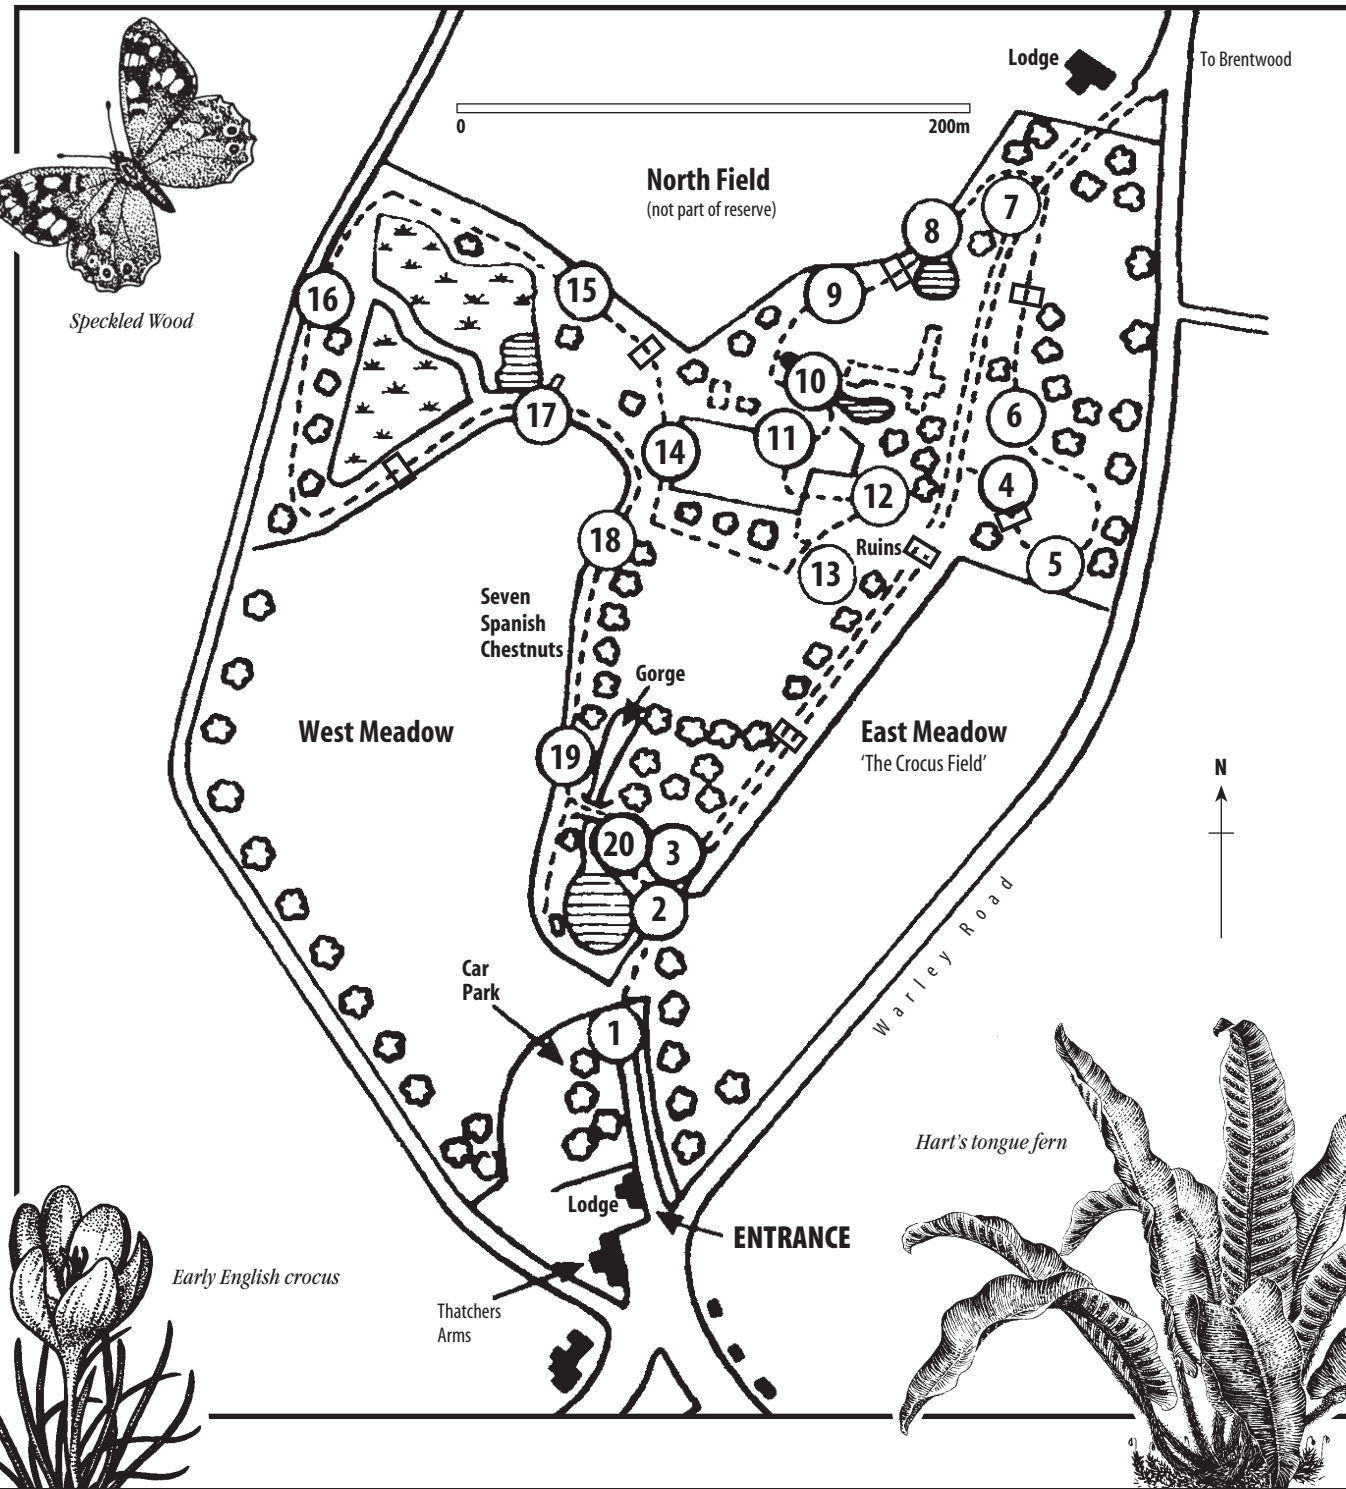 Lodge
To Brentwood
0
200m
North Field
(not part of reserve)
7
8
16
15
9
Speckled Wood
10
17
6
11
14
4
12
18
Ruins
5
13
Seven
Spanish
Chestnuts
Gorge
West Meadow
East Meadow
'The Crocus Field'
19
N
20
3
2
Warley Road
Car
Park
1
Hart's tongue fern
Lodge
ENTRANCE
Early English crocus
Thatchers
Arms